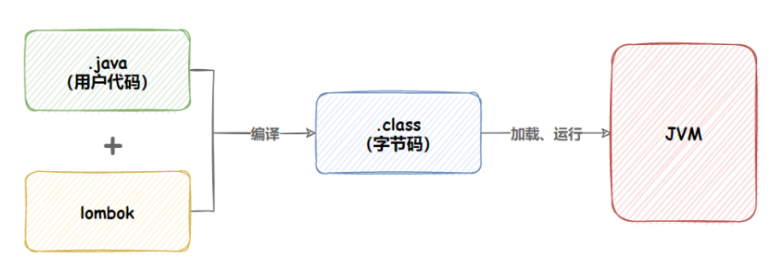 .java
（用户代码）
+
lombok
编译
.class
（字节码）
加载、运行
JVM